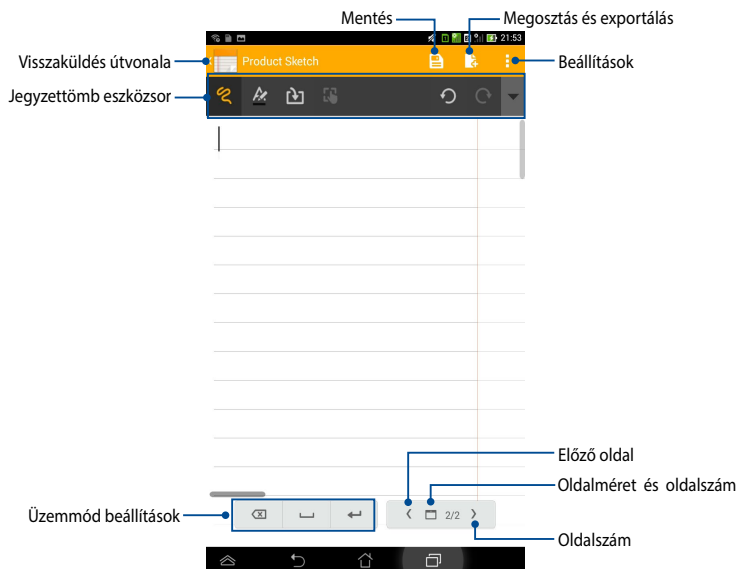 Mentés
Megosztás és exportálás
21:53
Visszaküldés útvonala
Product Sketch
Beállítások
Jegyzettömb eszközsor
Előző oldal
Oldalméret és oldalszám
Üzemmód beállítások
2/2
Oldalszám